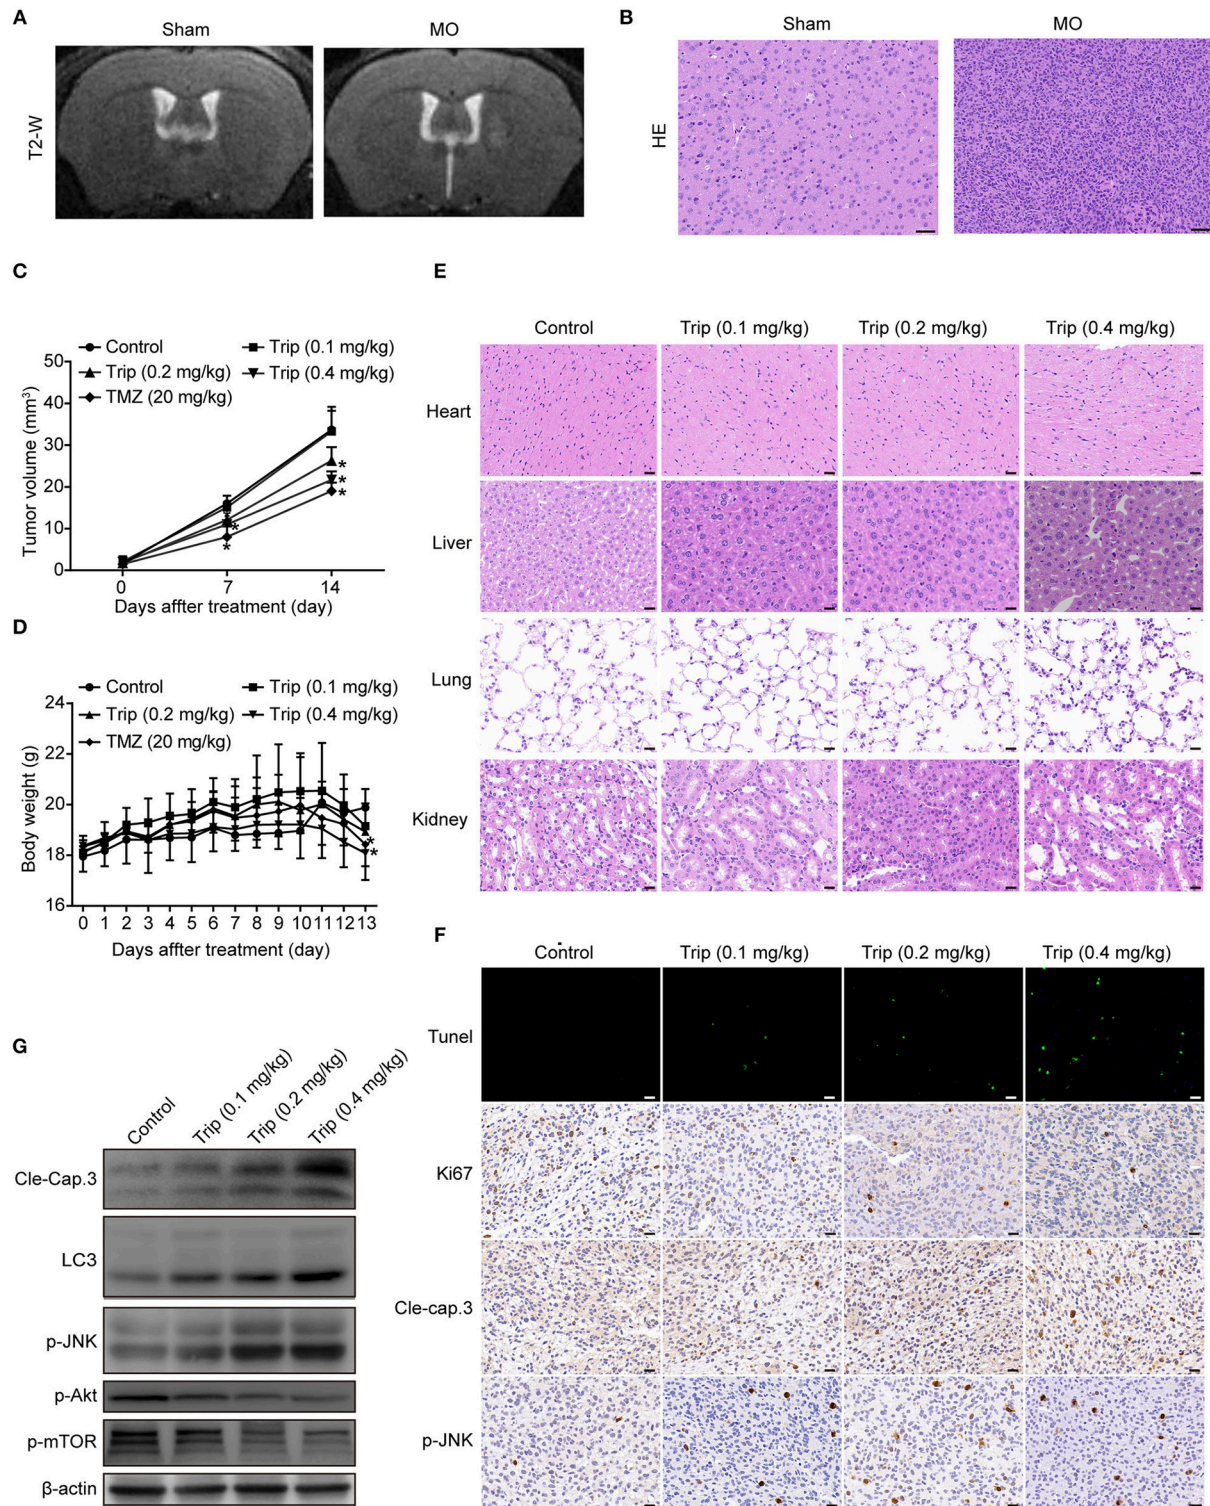 A
Sham
MO
T2-W
B
Sham
MO
HE
C
Control
Trip (0.1 mg/kg)
Trip (0.2 mg/kg)
Trip (0.4 mg/kg)
TMZ (20 mg/kg)
Tumor volume (mm³)
50
40
30
20
10
0
0
7
14
*
*
*
*
*
Days affter treatment (day)
D
Control
Trip (0.1 mg/kg)
Trip (0.2 mg/kg)
Trip (0.4 mg/kg)
TMZ (20 mg/kg)
Body weight (g)
24
22
20
18
16
*
*
0 1 2 3 4 5 6 7 8 9 10 11 12 13
Days affter treatment (day)
E
Control
Trip (0.1 mg/kg)
Trip (0.2 mg/kg)
Trip (0.4 mg/kg)
Heart
Liver
Lung
Kidney
F
Control
Trip (0.1 mg/kg)
Trip (0.2 mg/kg)
Trip (0.4 mg/kg)
Tunel
Ki67
Cle-cap.3
p-JNK
G
Control
Trip (0.1 mg/kg)
Trip (0.2 mg/kg)
Trip (0.4 mg/kg)
Cle-Cap.3
LC3
p-JNK
p-Akt
p-mTOR
β-actin